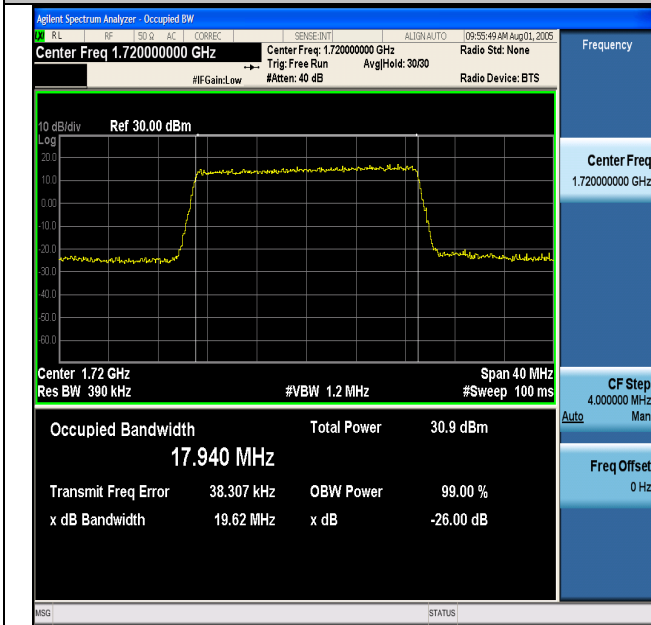 Agilent Spectrum Analyzer - Occupied BW
RL RF 50 Ω AC CORREC SENSE:INT ALIGN AUTO 09:55:49 AM Aug 01, 2005
Center Freq 1.720000000 GHz
Center Freq: 1.720000000 GHz
Radio Std: None
Trig: Free Run Avg|Hold: 30/30
#IFGain:Low #Atten: 40 dB Radio Device: BTS
Frequency
10 dB/div Ref 30.00 dBm
Log
20.0
10.0
0.00
-10.0
-20.0
-30.0
-40.0
-50.0
-60.0
Center 1.72 GHz Span 40 MHz
Res BW 390 kHz #VBW 1.2 MHz #Sweep 100 ms
Occupied Bandwidth Total Power 30.9 dBm
17.940 MHz
Transmit Freq Error 38.307 kHz OBW Power 99.00 %
x dB Bandwidth 19.62 MHz x dB -26.00 dB
Center Freq
1.720000000 GHz
CF Step
4.000000 MHz
Auto Man
Freq Offset
0 Hz
MSG STATUS